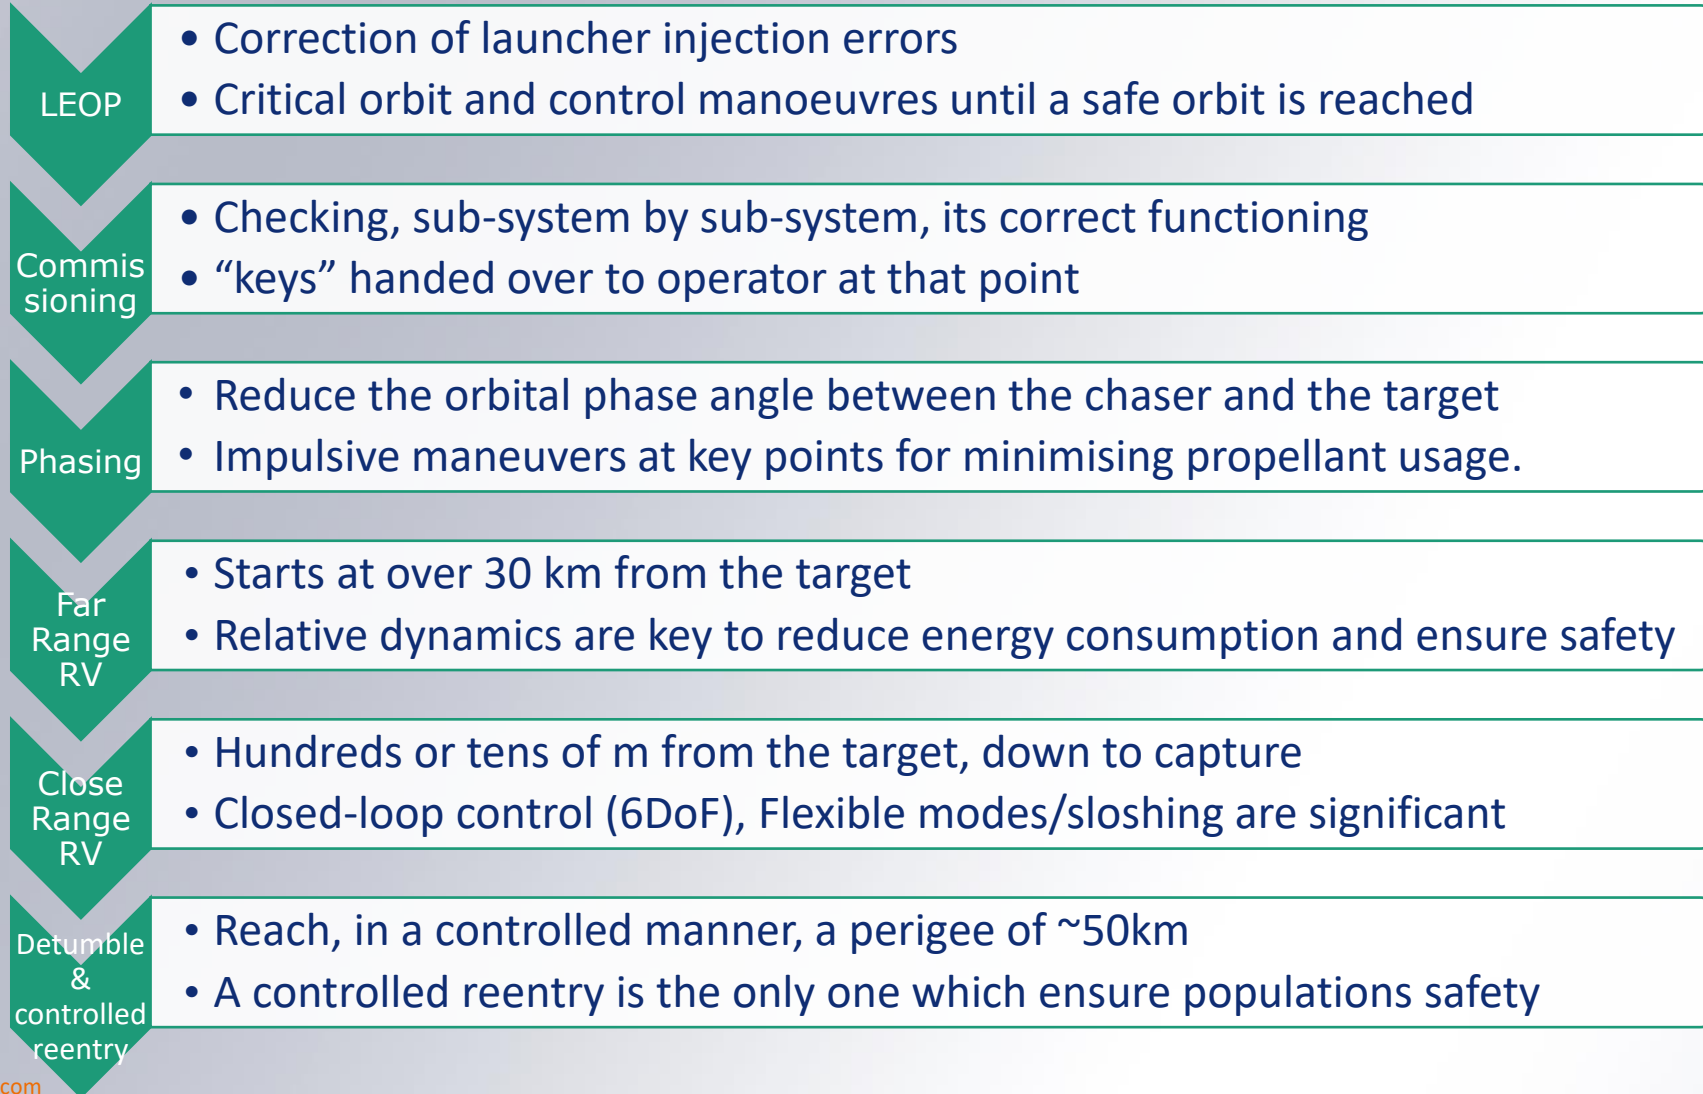 LEOP
• Correction of launcher injection errors
• Critical orbit and control manoeuvres until a safe orbit is reached
Commis
sioning
• Checking, sub-system by sub-system, its correct functioning
• “keys” handed over to operator at that point
Phasing
• Reduce the orbital phase angle between the chaser and the target
• Impulsive maneuvers at key points for minimising propellant usage.
Far
Range
RV
• Starts at over 30 km from the target
• Relative dynamics are key to reduce energy consumption and ensure safety
Close
Range
RV
• Hundreds or tens of m from the target, down to capture
• Closed-loop control (6DoF), Flexible modes/sloshing are significant
Detumble
&
controlled
reentry
• Reach, in a controlled manner, a perigee of ~50km
• A controlled reentry is the only one which ensure populations safety
com